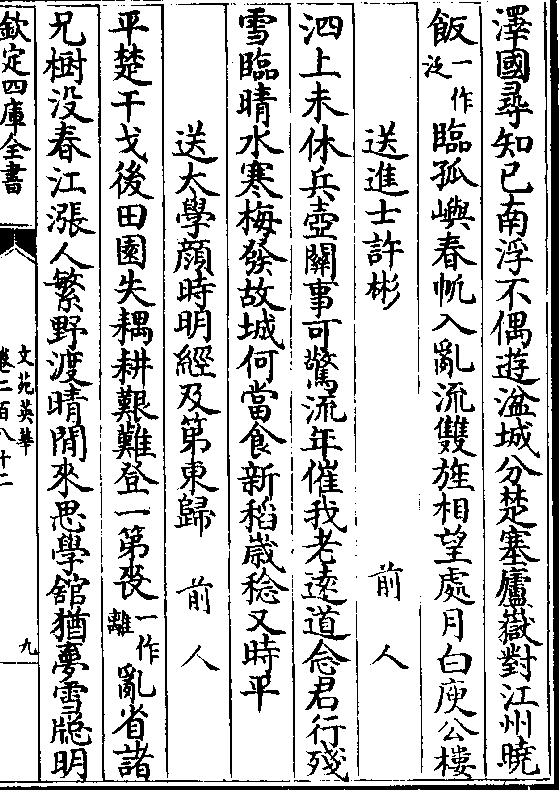 澤國尋知已南浮不偶遊湓城分楚塞廬嶽對江州曉
飯一作泛臨孤嶼春帆入亂流雙旌相望處月白庾公樓
送進士許彬 前人
泗上未休兵壺關事可驚流年催我老逺道念君行殘
雪臨晴水寒梅發故城何當食新稻嵗稔又時平
送太學顔時明經及第東歸 前人
平楚干戈後田園失耦耕艱難登一第喪一作離亂省諸
兄樹没春江漲人繁野渡晴閒來思學舘猶夢雪牕明
欽定四庫全書
文苑英華
卷二百八十二
九